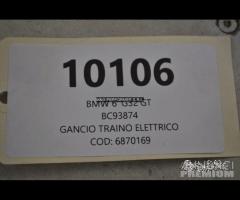 10106
BMW 6 G32 GT
BC93874
GANCIO TRAINO ELETTRICO
COD: 6870169
PREMIUM